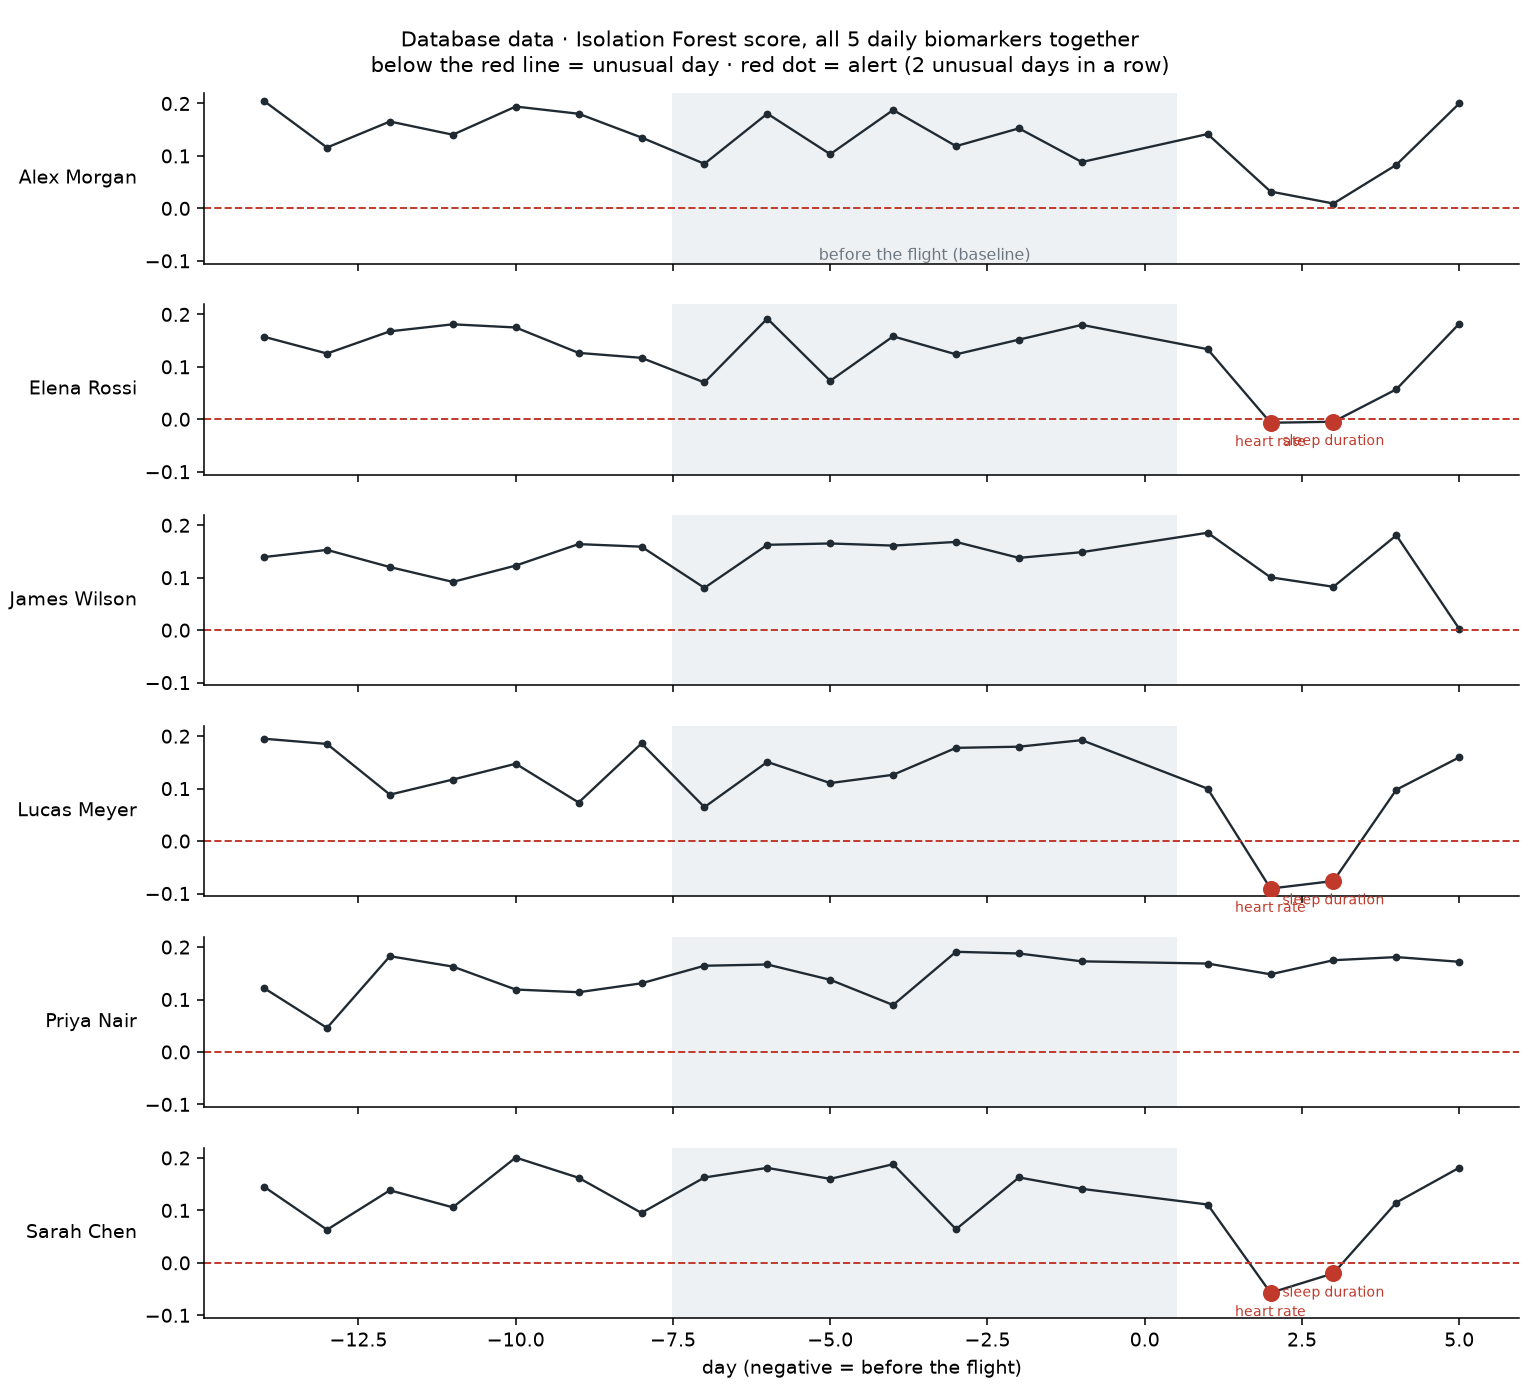 Database data · Isolation Forest score, all 5 daily biomarkers together
below the red line = unusual day · red dot = alert (2 unusual days in a row)
0.2
0.1
Alex Morgan
0.0
before the flight (baseline)
−0.1
0.2
0.1
Elena Rossi
0.0
heart rate sleep duration
−0.1
0.2
0.1
James Wilson
0.0
−0.1
0.2
0.1
Lucas Meyer
0.0
−0.1
heart rate sleep duration
0.2
0.1
Priya Nair
0.0
−0.1
0.2
0.1
Sarah Chen
0.0
sleep duration
heart rate
−0.1
−12.5 −10.0 −7.5 −5.0 −2.5 0.0 2.5 5.0
day (negative = before the flight)